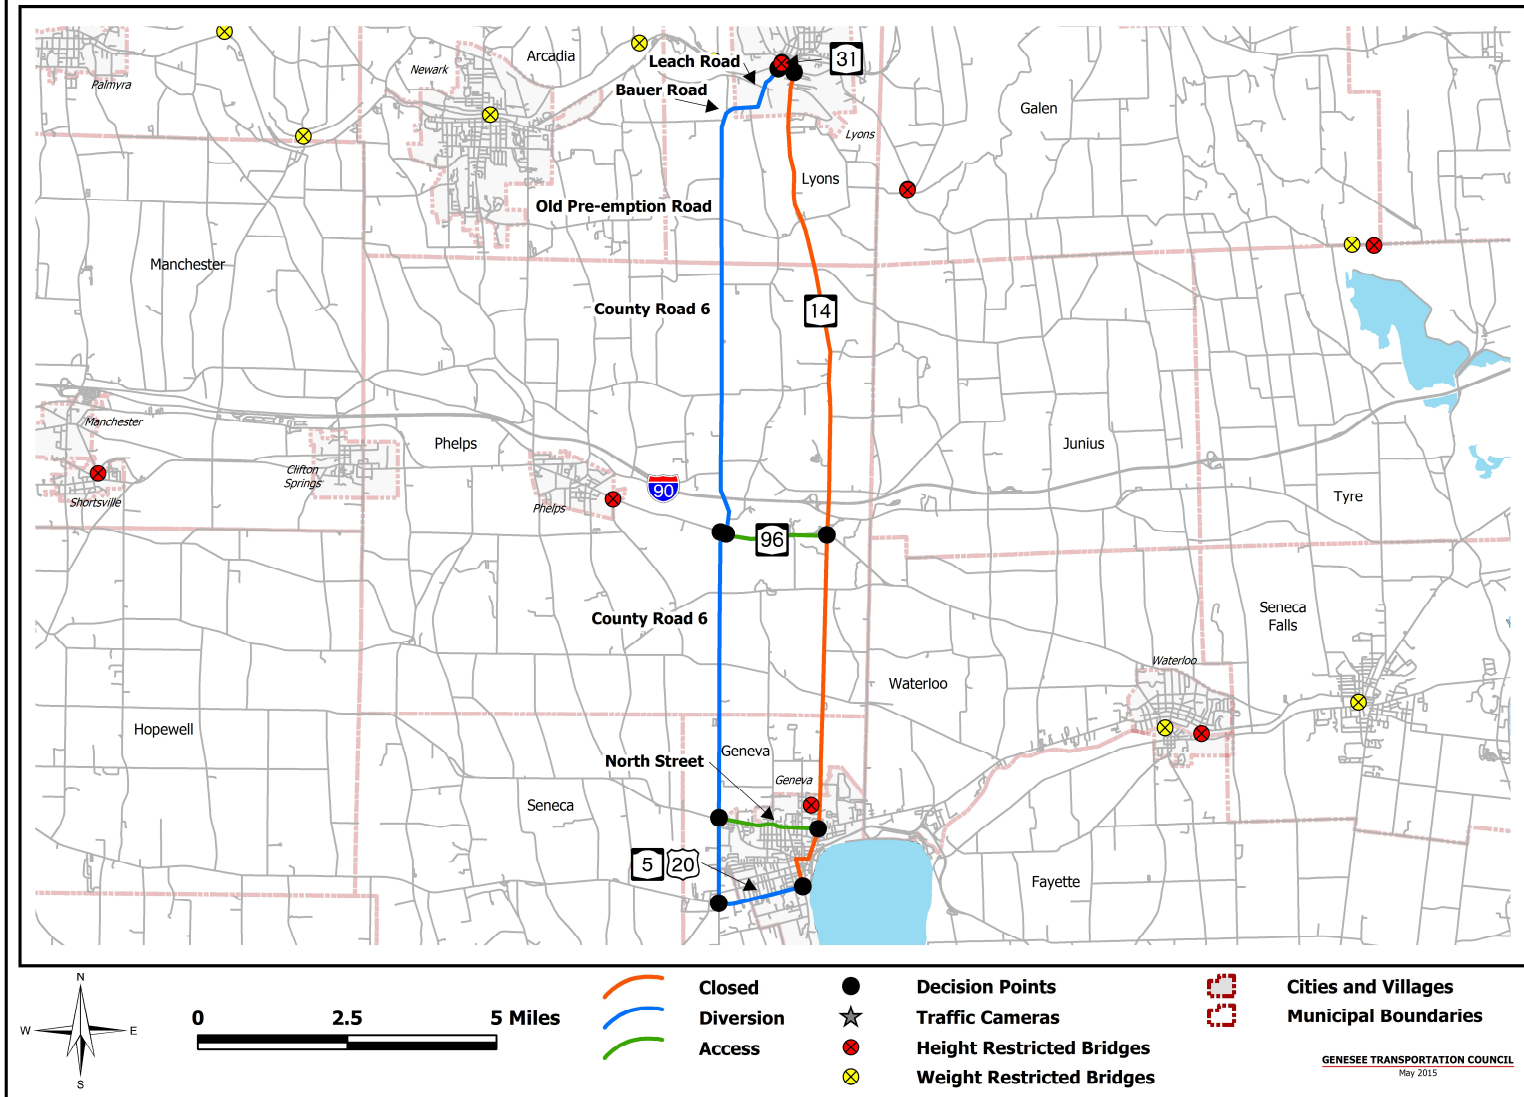 Arcadia
Leach Road
31
Newark
Palmyra
Bauer Road
Galen
Lyons
Lyons
Old Pre-emption Road
Manchester
County Road 6
14
Manchester
Phelps
Junius
Clifton
Springs
90
Shortsville
Phelps
Tyre
96
County Road 6
Seneca
Falls
Waterloo
Waterloo
Hopewell
Geneva
North Street
Geneva
Seneca
5
20
Fayette
N
W
E
S
0
2.5
5 Miles
Closed
Diversion
Access
Decision Points
Traffic Cameras
Height Restricted Bridges
Weight Restricted Bridges
Cities and Villages
Municipal Boundaries
GENESEE TRANSPORTATION COUNCIL
May 2015